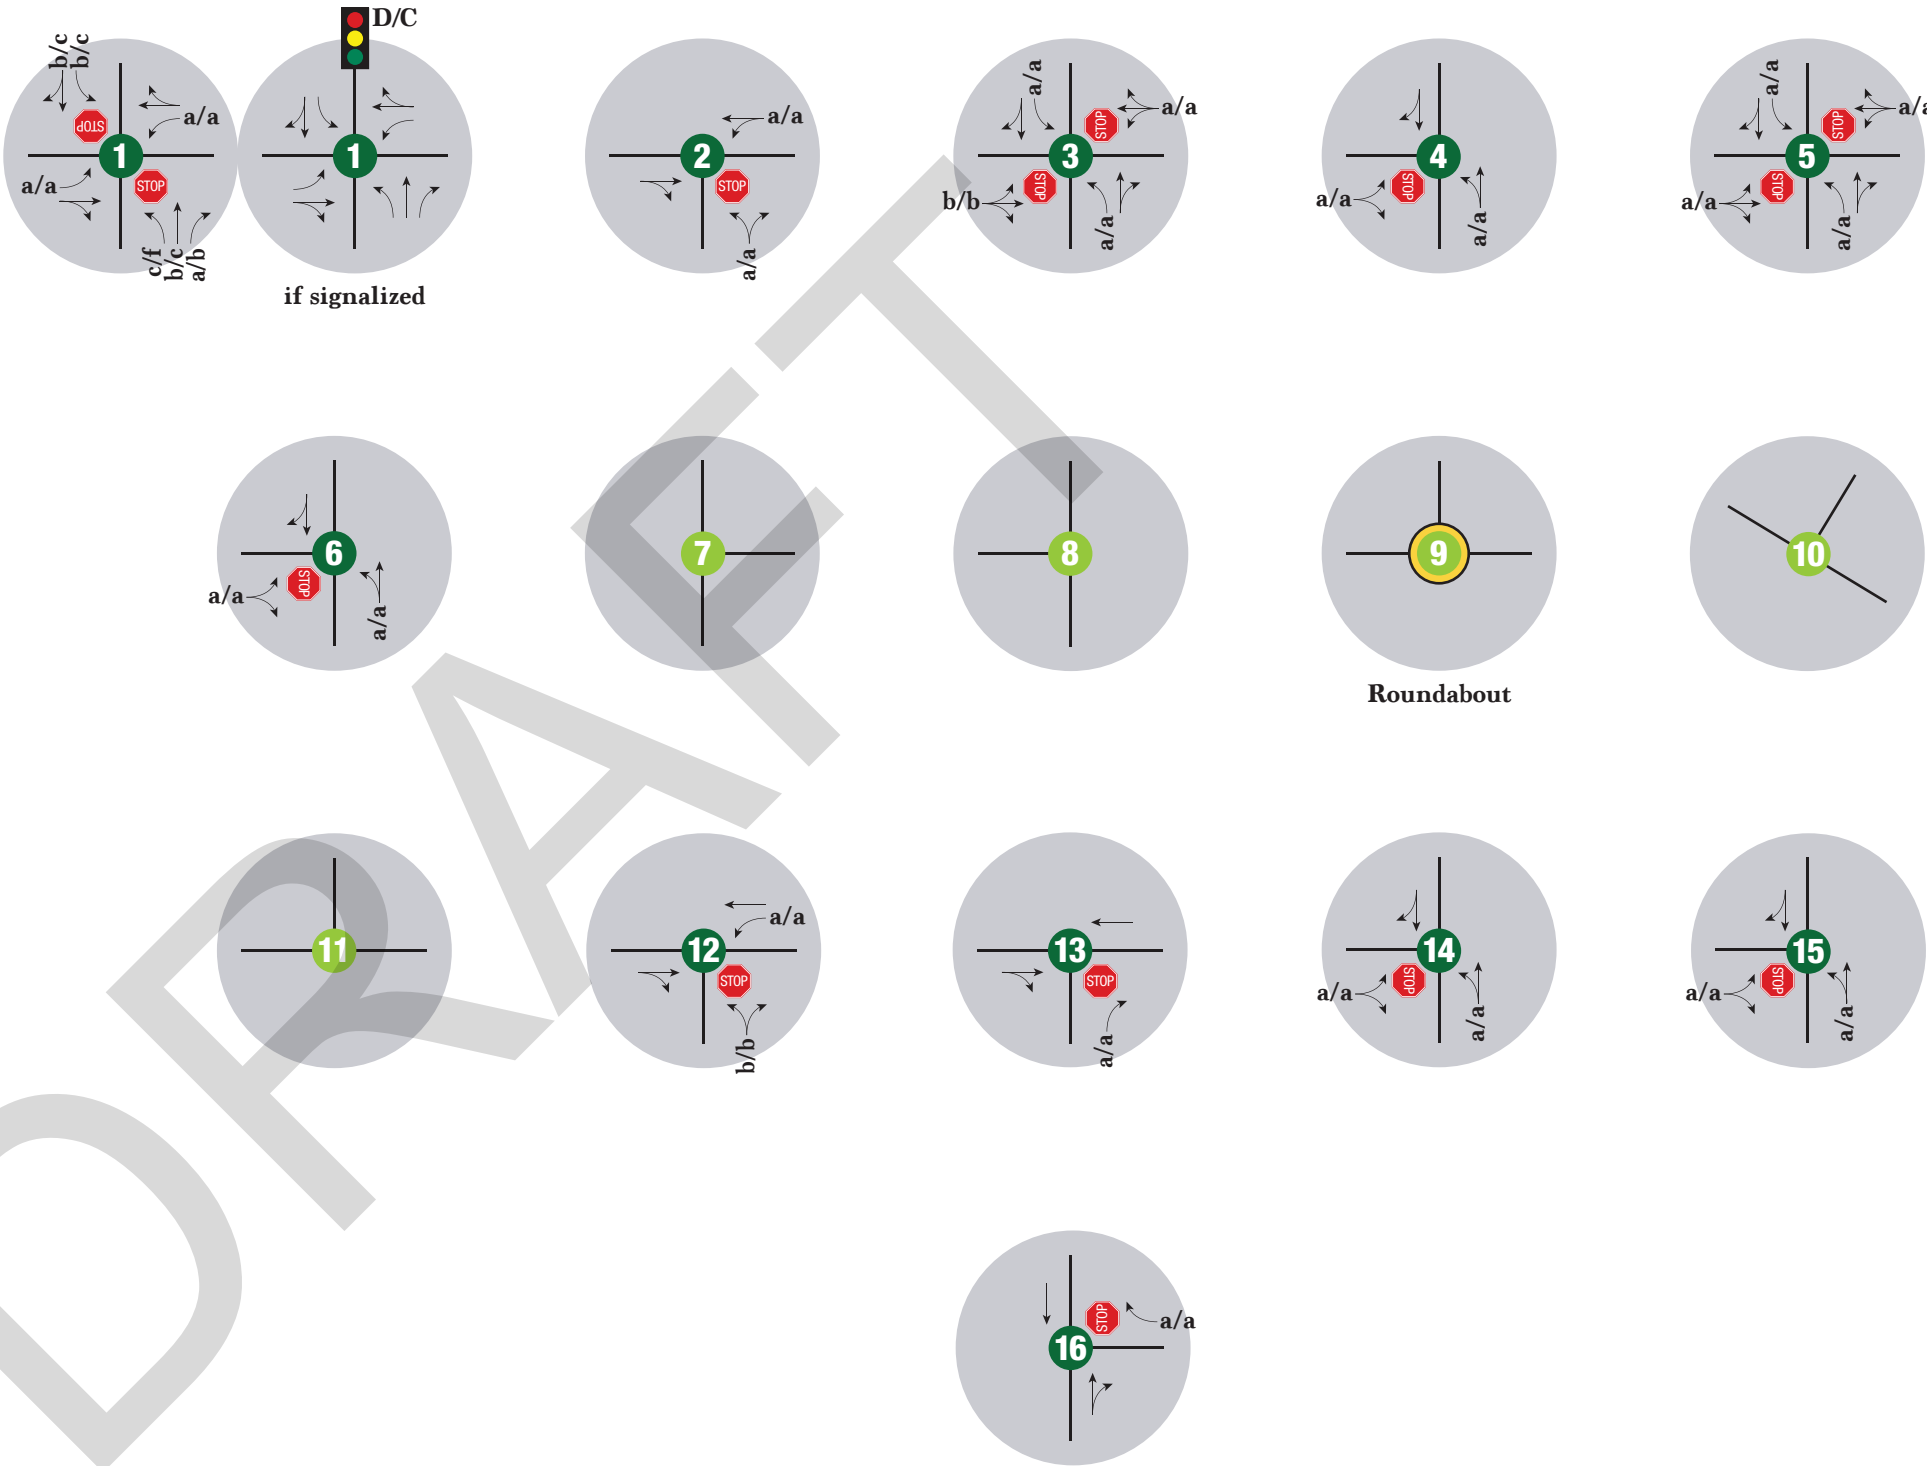 D/C
b/c b/c
a/a
STOP
1
a/a
STOP
c/f b/c a/b
1
if signalized
a/a
2
STOP
a/a
a/a
a/a
STOP
3
b/b
STOP
a/a
4
a/a
STOP
a/a
a/a
a/a
STOP
5
a/a
STOP
a/a
6
a/a
STOP
a/a
7
8
9
Roundabout
10
11
a/a
12
STOP
b/b
13
STOP
a/a
14
a/a
STOP
a/a
15
a/a
STOP
a/a
STOP
a/a
16
DRAFT